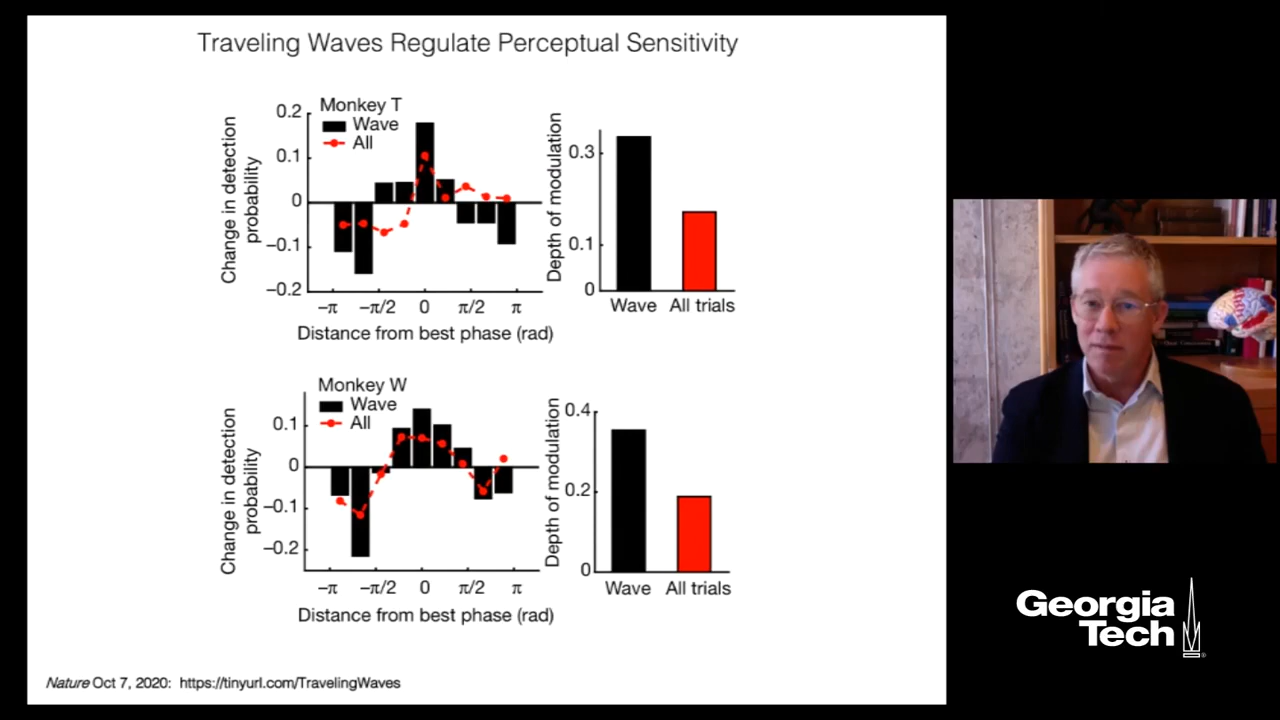 Traveling Waves Regulate Perceptual Sensitivity
Monkey T
Wave
All
Change in detection
probability
0.2
0.1
0
−0.1
−0.2
−π −π/2 0 π/2 π
Distance from best phase (rad)
Depth of modulation
0.3
0.1
0
Wave All trials
Monkey W
Wave
All
Change in detection
probability
0.1
0
−0.1
−0.2
−π −π/2 0 π/2 π
Distance from best phase (rad)
Depth of modulation
0.4
0.2
0
Wave All trials
Nature Oct 7, 2020: https://tinyurl.com/TravelingWaves
Georgia
Tech